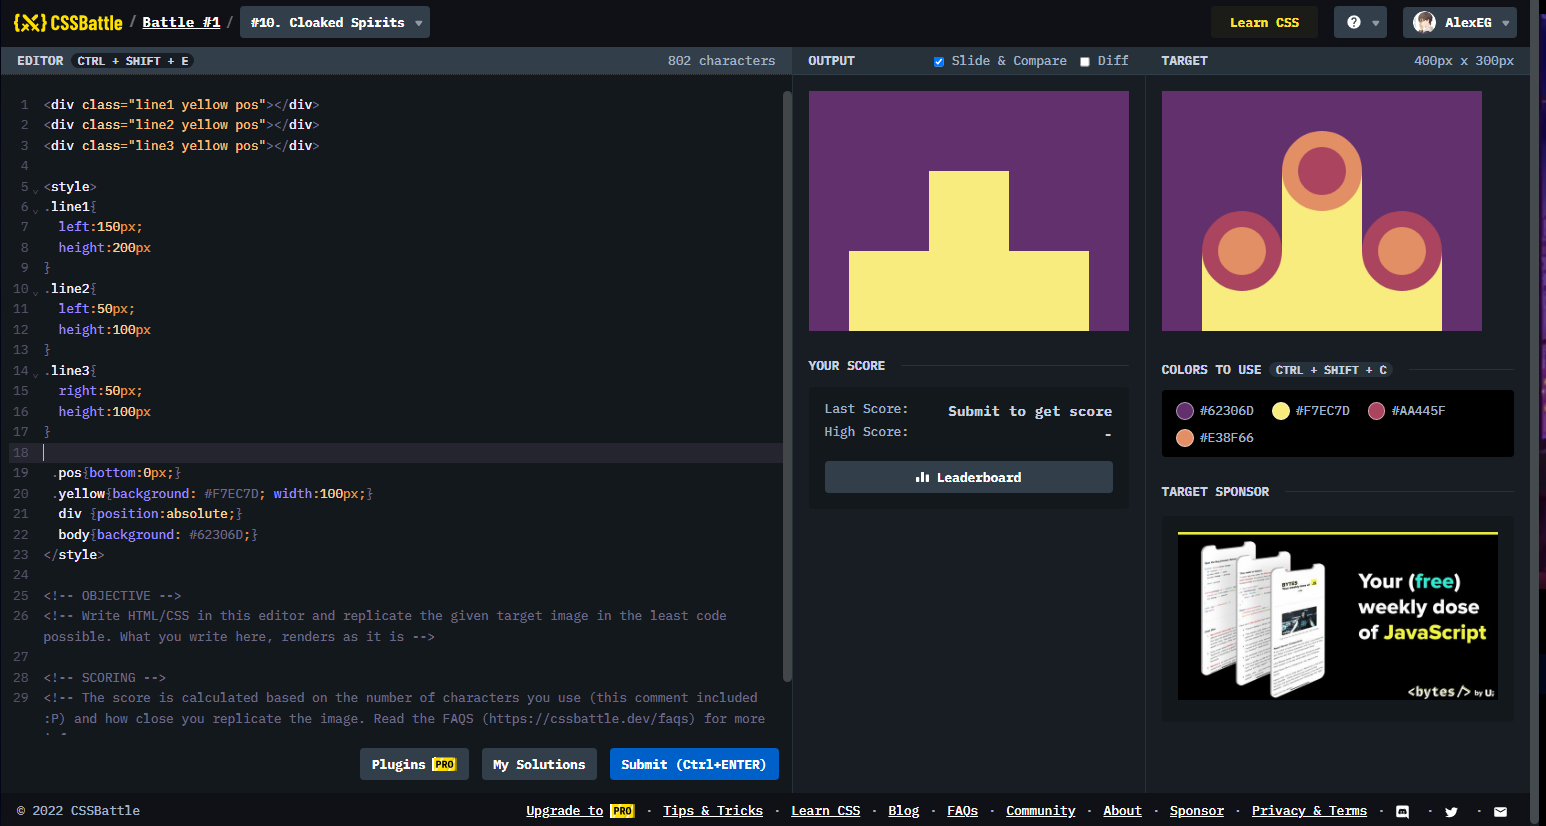 {X} CSSBattle / Battle #1 / #10. Cloaked Spirits
Learn CSS
?
AlexEG
EDITOR CTRL + SHIFT + E
802 characters
OUTPUT
Slide & Compare
Diff
TARGET
400px x 300px
1 <div class="line1 yellow pos"></div>
2 <div class="line2 yellow pos"></div>
3 <div class="line3 yellow pos"></div>
4
5 <style>
6 .line1{
7 left:150px;
8 height:200px
9 }
10 .line2{
11 left:50px;
12 height:100px
13 }
14 .line3{
15 right:50px;
16 height:100px
17 }
18
19 .pos{bottom:0px;}
20 .yellow{background: #F7EC7D; width:100px;}
21 div {position:absolute;}
22 body{background: #62306D;}
23 </style>
24
25 <!-- OBJECTIVE -->
26 <!-- Write HTML/CSS in this editor and replicate the given target image in the least code
possible. What you write here, renders as it is -->
27
28 <!-- SCORING -->
29 <!-- The score is calculated based on the number of characters you use (this comment included
:P) and how close you replicate the image. Read the FAQS (https://cssbattle.dev/faqs) for more
Plugins PRO
My Solutions
Submit (Ctrl+ENTER)
YOUR SCORE
Last Score: Submit to get score
High Score: -
Leaderboard
COLORS TO USE CTRL + SHIFT + C
#62306D #F7EC7D #AA445F
#E38F66
TARGET SPONSOR
BYTES
Your (free)
weekly dose
of JavaScript
<bytes/> by U;
© 2022 CSSBattle
Upgrade to PRO · Tips & Tricks · Learn CSS · Blog · FAQs · Community · About · Sponsor · Privacy & Terms · · ·